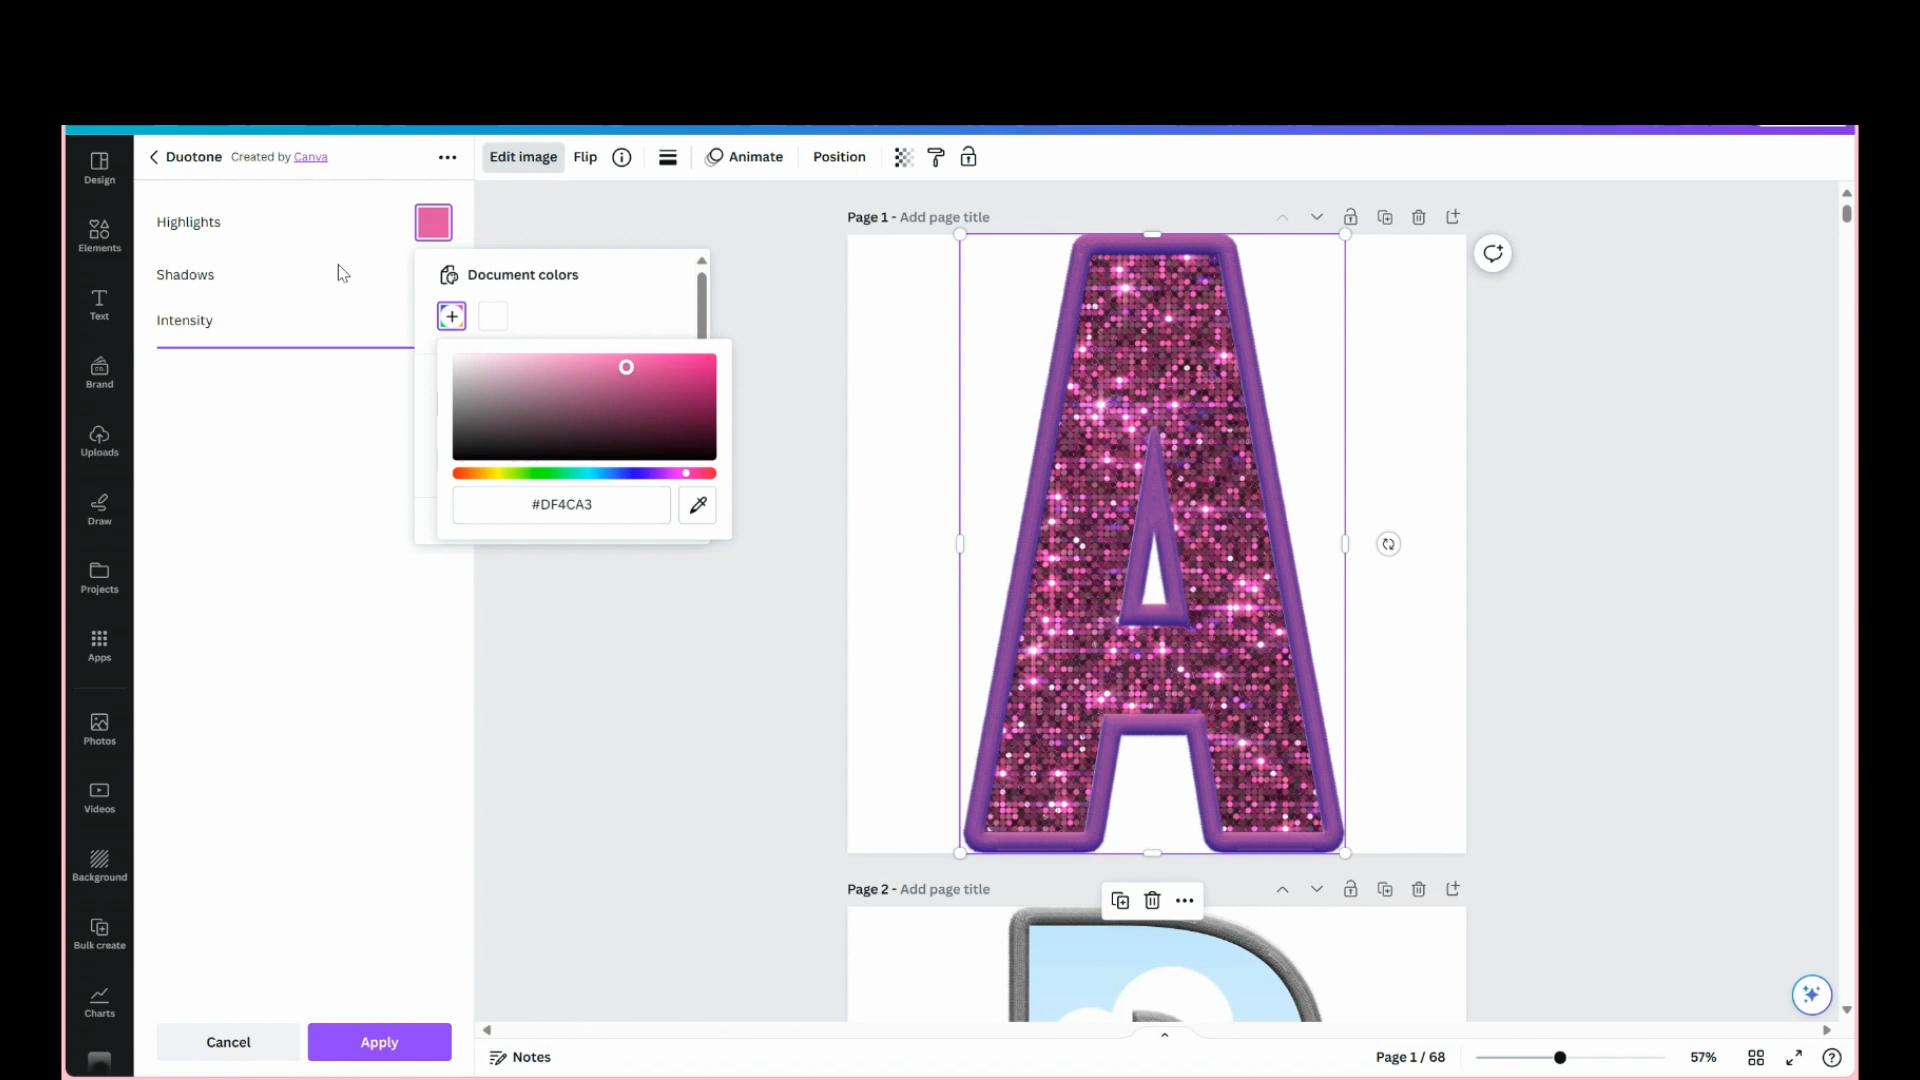 Duotone Created by Canva
Edit image Flip Animate Position
Design
Elements
Text
Brand
Uploads
Draw
Projects
Apps
Photos
Videos
Background
Bulk create
Charts
Highlights
Shadows
Intensity
Document colors
#DF4CA3
Cancel Apply
Page 1 - Add page title
A
Page 2 - Add page title
Notes
Page 1 / 68
57%